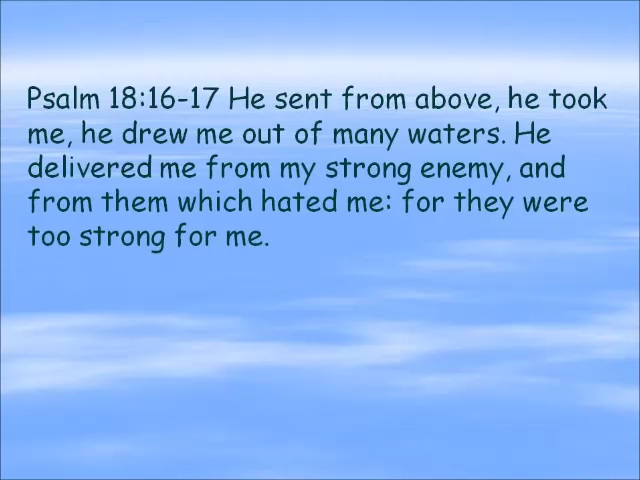 Psalm 18:16-17 He sent from above, he took
me, he drew me out of many waters. He
delivered me from my strong enemy, and
from them which hated me: for they were
too strong for me.